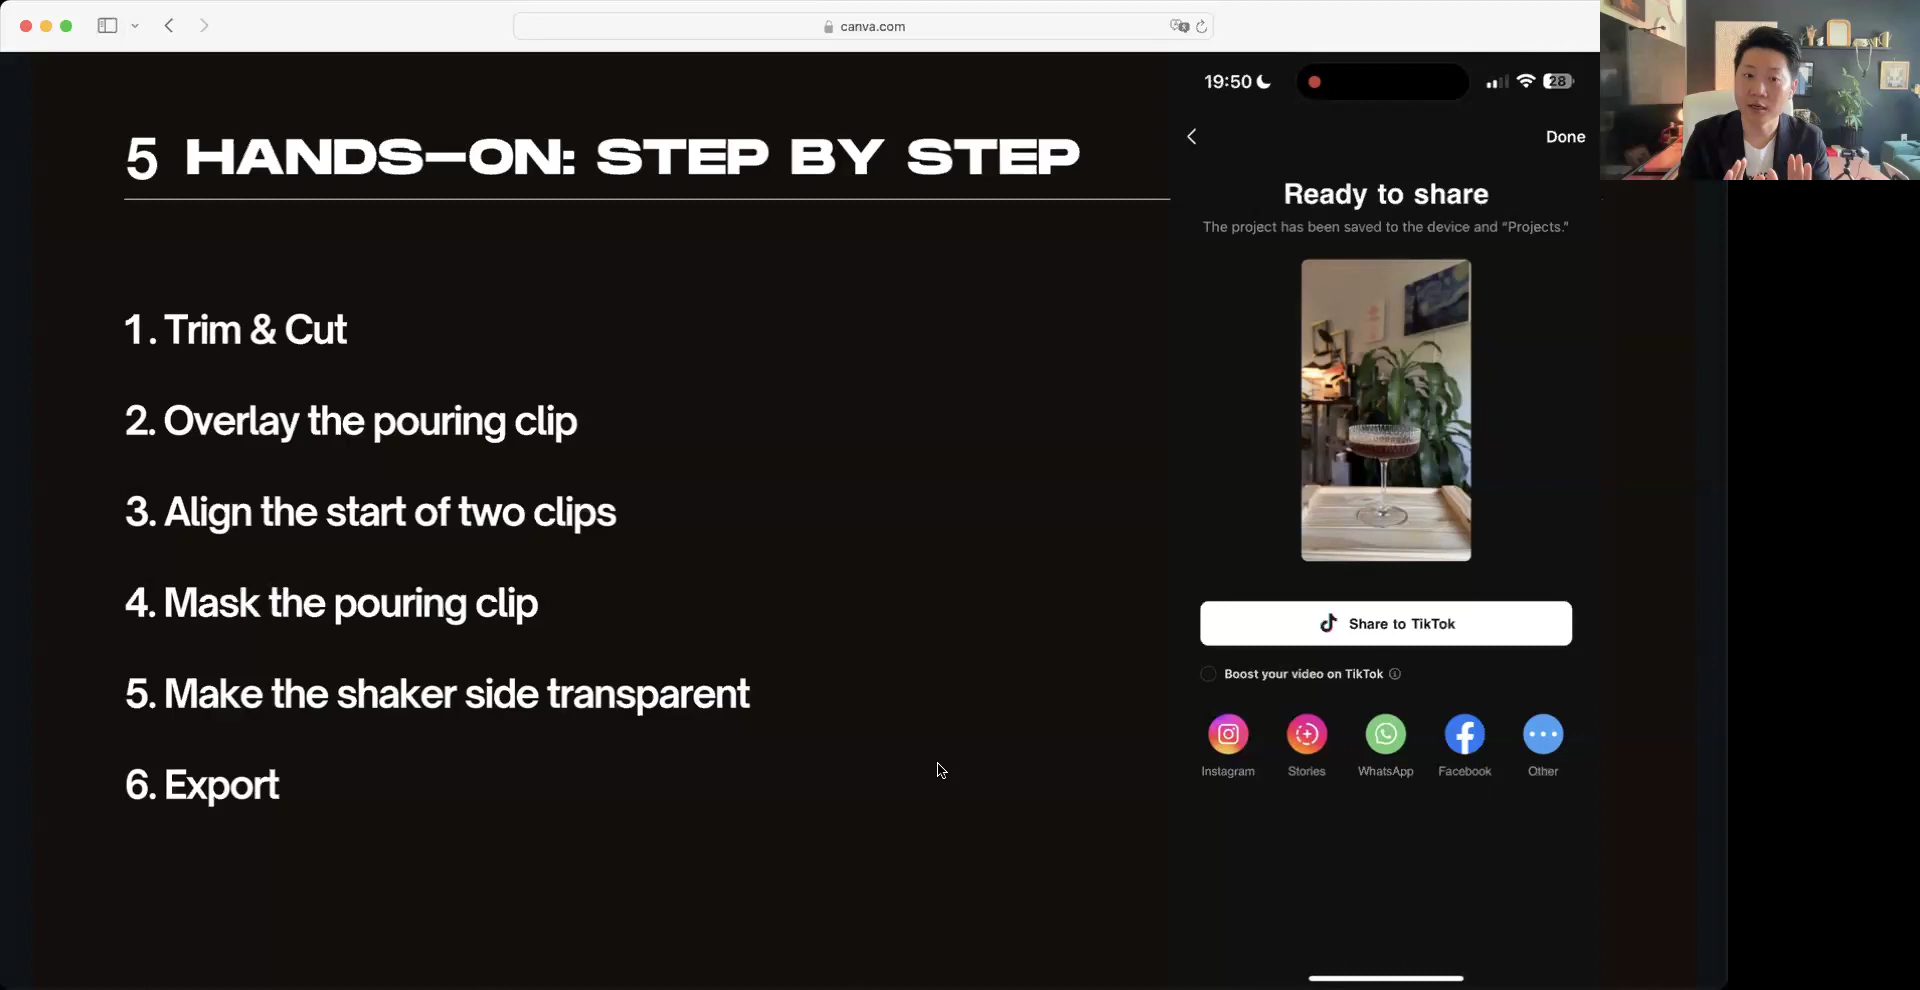 canva.com
5 HANDS—ON: STEP BY STEP
1. Trim & Cut
2. Overlay the pouring clip
3. Align the start of two clips
4. Mask the pouring clip
5. Make the shaker side transparent
6. Export
19:50
28
Done
Ready to share
The project has been saved to the device and “Projects.”
Share to TikTok
Boost your video on TikTok
Instagram
Stories
WhatsApp
Facebook
Other